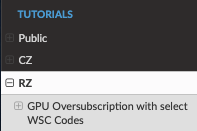 TUTORIALS
Public
CZ
RZ
GPU Oversubscription with select
WSC Codes